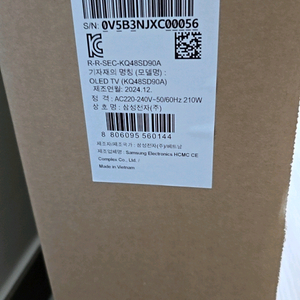 S/N: 0V5B3NJXC00056
R-R-SEC-KQ48SD90A
기자재의 명칭 (모델명) :
OLED TV (KQ48SD90A)
제조연월: 2024.12.
정 격 : AC220-240V~50/60Hz 210W
상 호 명 : 삼성전자(주)
8 806095 560144
제조자/제조국가 : 삼성전자(주)/베트남
제조업체명 : Samsung Electronics HCMC CE
Complex Co., Ltd
Made in Vietnam